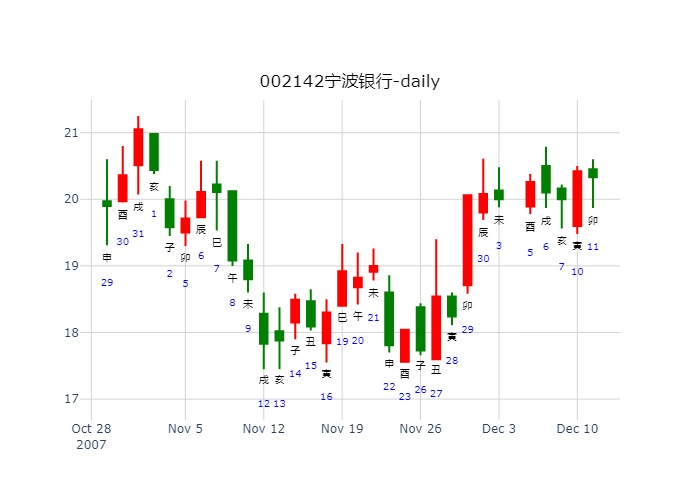 002142宁波银行-daily
21
20
19
18
17
申
29
酉
30
戌
31
亥
1
子
2
卯
5
辰
6
巳
7
午
8
未
9
戌
12
亥
13
子
14
丑
15
寅
16
巳
19
午
20
未
21
申
22
酉
23
子
26
丑
27
寅
28
卯
29
辰
30
未
3
酉
5
戌
6
亥
7
寅
10
卯
11
Oct 28
2007
Nov 5
Nov 12
Nov 19
Nov 26
Dec 3
Dec 10